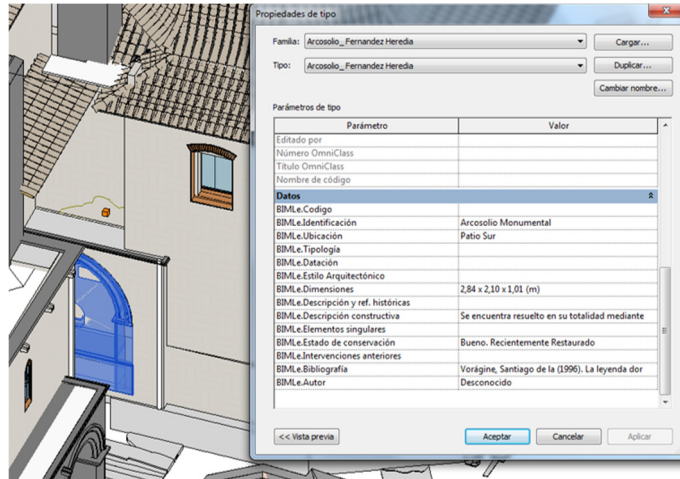 Propiedades de tipo
Familia: Arcosolio_ Fernandez Heredia Cargar...
Tipo: Arcosolio_ Fernandez Heredia Duplicar...
Cambiar nombre...
Parámetros de tipo
Parámetro Valor
Editado por
Número OmniClass
Título OmniClass
Nombre de código
Datos
BIMLe.Codigo
BIMLe.Identificación Arcosolio Monumental
BIMLe.Ubicación Patio Sur
BIMLe.Tipología
BIMLe.Datación
BIMLe.Estilo Arquitectónico
BIMLe.Dimensiones 2,84 x 2,10 x 1,01 (m)
BIMLe.Descripción y ref. históricas
BIMLe.Descripción constructiva Se encuentra resuelto en su totalidad mediante
BIMLe.Elementos singulares
BIMLe.Estado de conservación Bueno. Recientemente Restaurado
BIMLe.Intervenciones anteriores
BIMLe.Bibliografía Vorágine, Santiago de la (1996). La leyenda dor
BIMLe.Autor Desconocido
<< Vista previa Aceptar Cancelar Aplicar